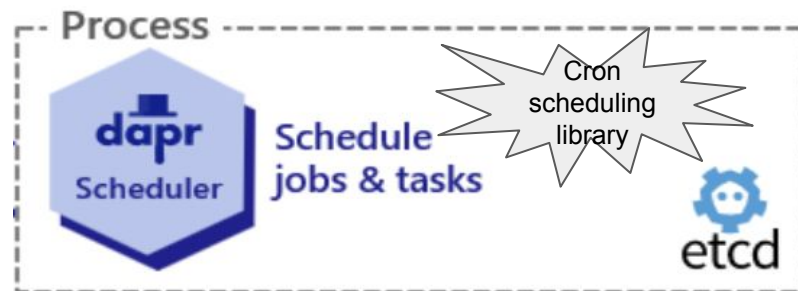 Process
dapr
Scheduler
Schedule
jobs & tasks
Cron
scheduling
library
etcd